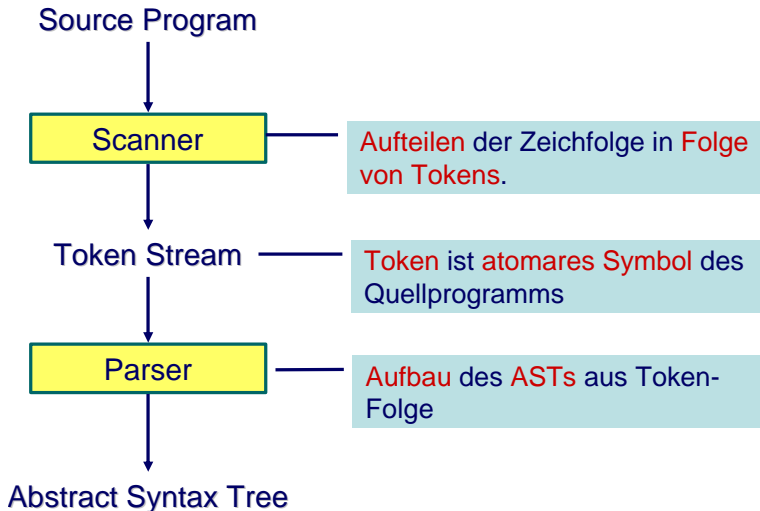 Source Program
Scanner
Aufteilen der Zeichfolge in Folge
von Tokens.
Token Stream
Token ist atomares Symbol des
Quellprogramms
Parser
Aufbau des ASTs aus Token-
Folge
Abstract Syntax Tree